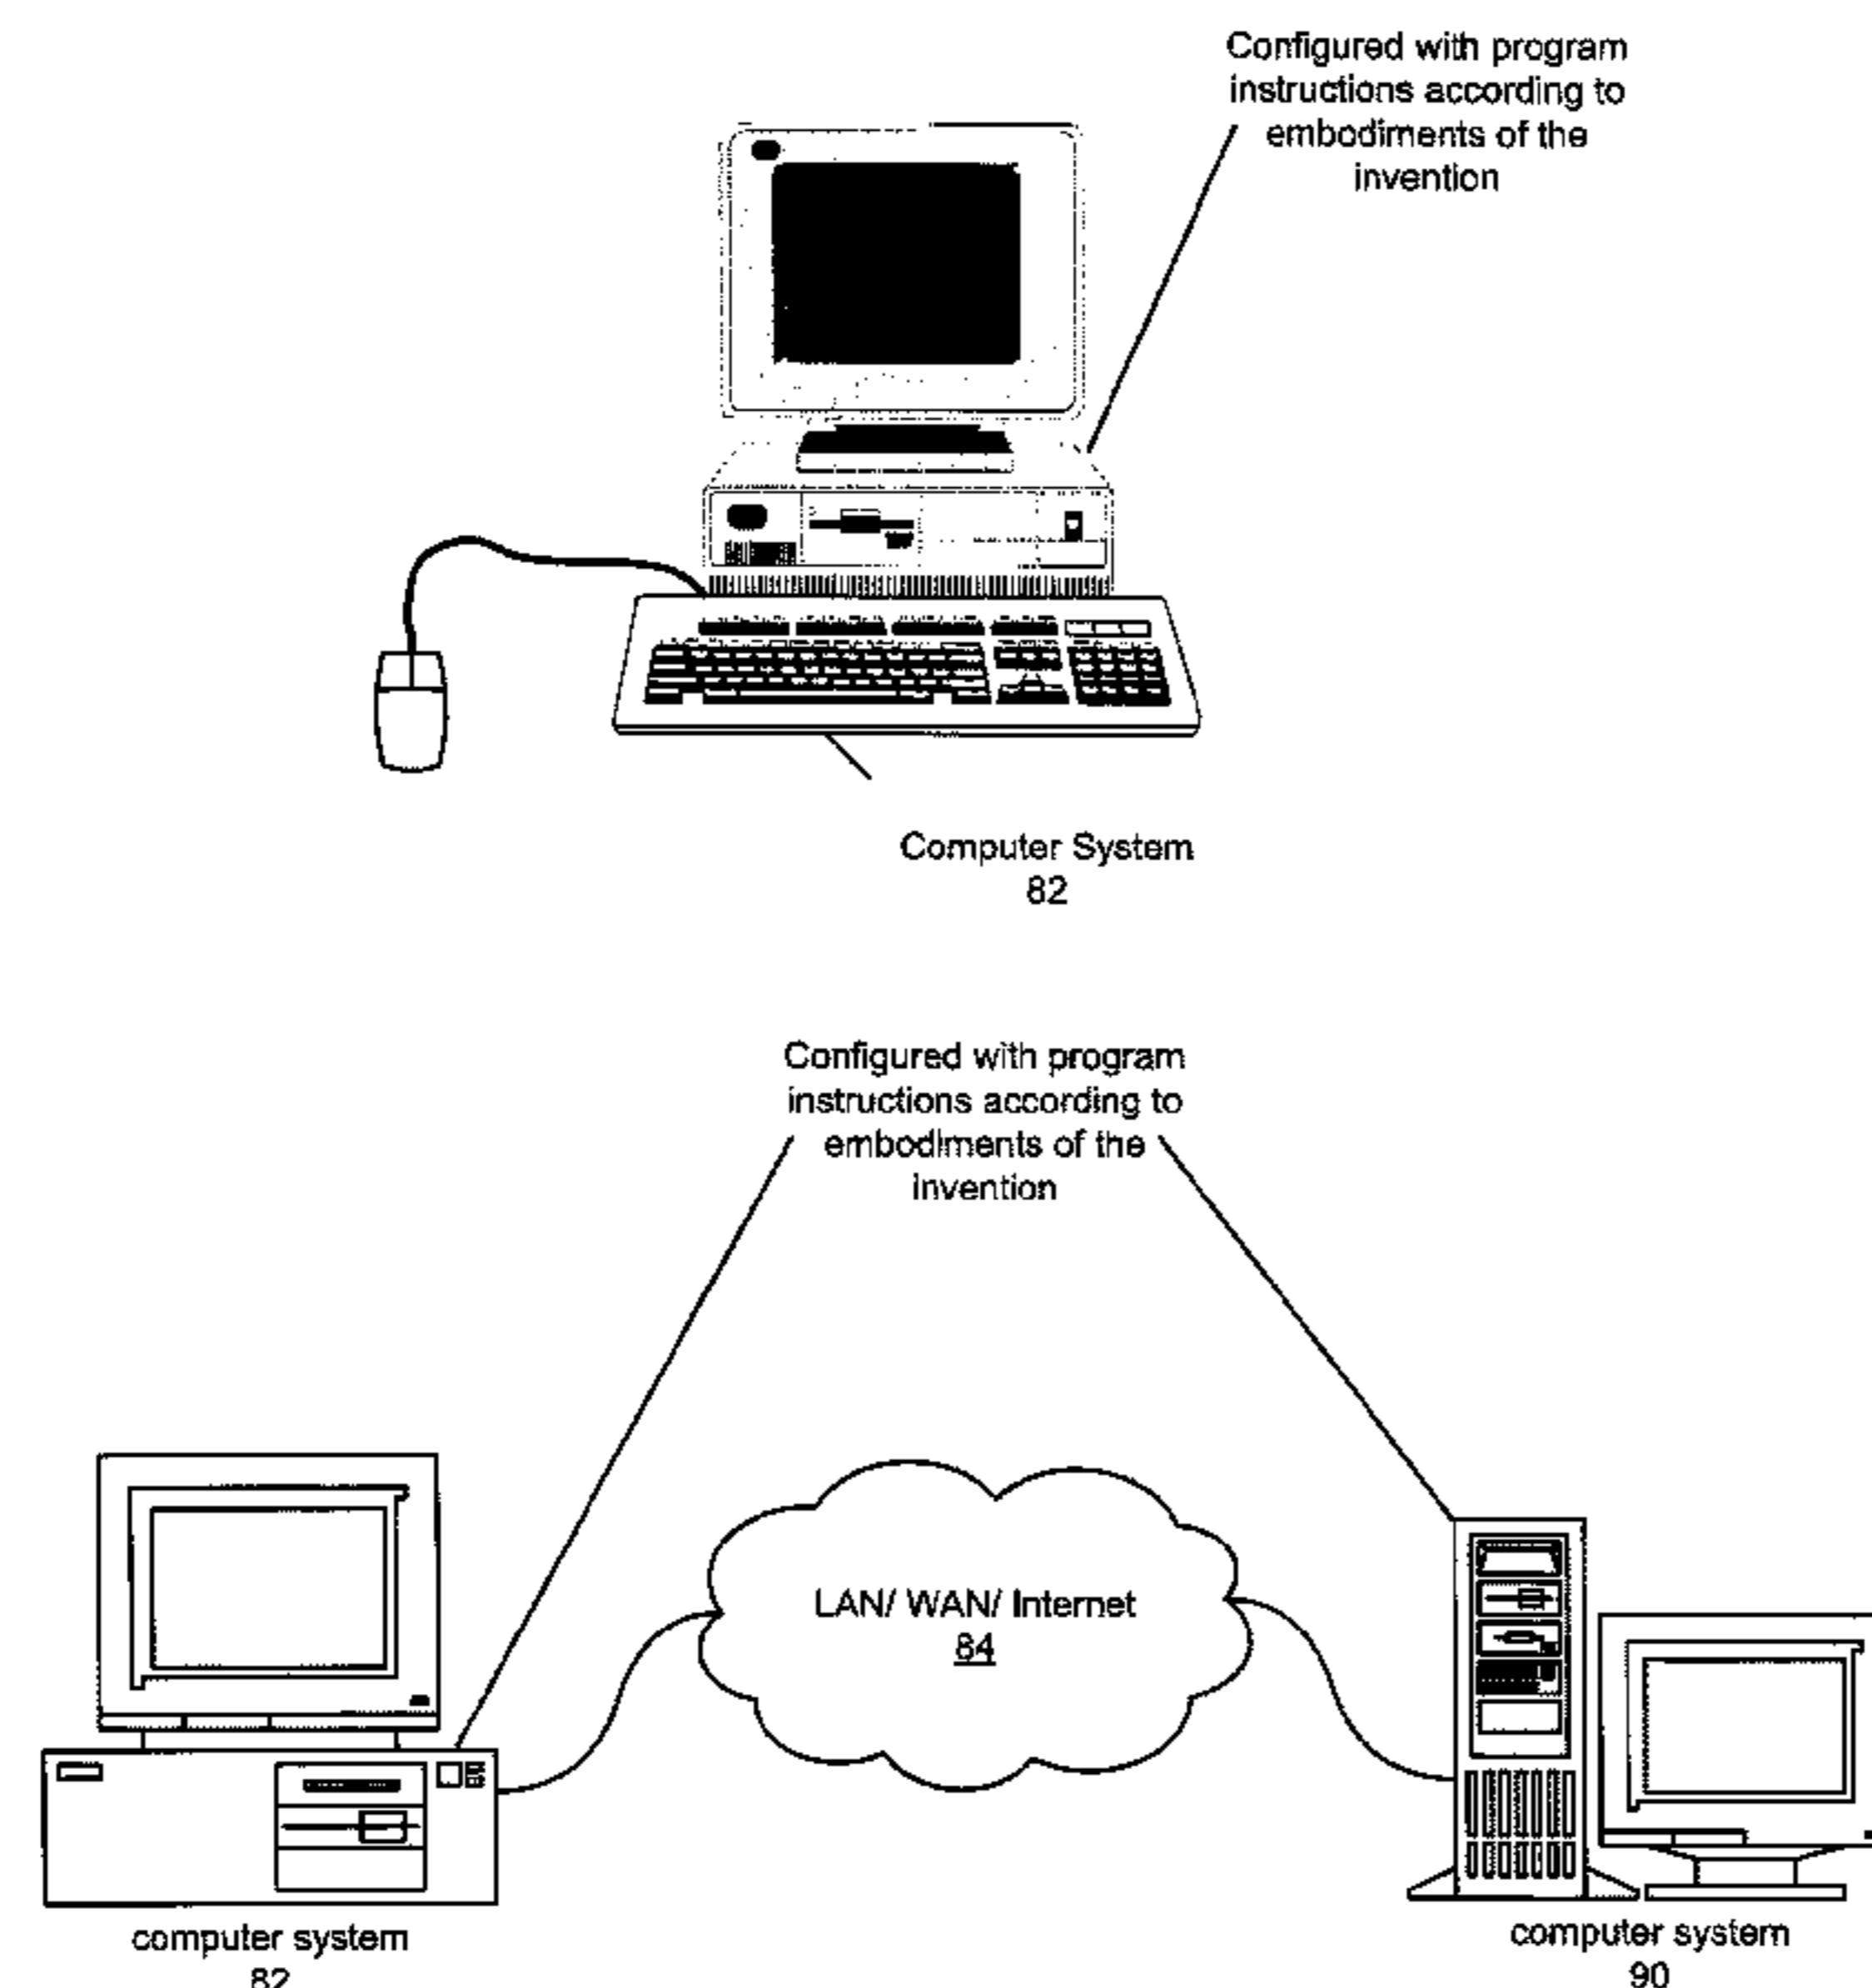 Configured with program
instructions according to
embodiments of the
invention
Computer System
82
Configured with program
instructions according to
embodiments of the
invention
LAN/ WAN/ Internet
84
computer system
82
computer system
90